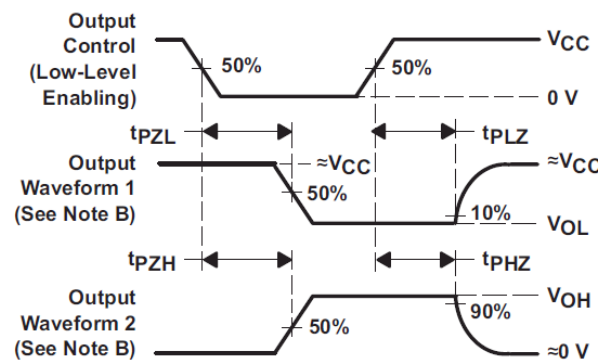 Output
Control
(Low-Level
Enabling)
50%
50%
VCC
0 V
tPZL
tPLZ
Output
Waveform 1
(See Note B)
≈VCC
50%
10%
≈VCC
VOL
tPZH
tPHZ
Output
Waveform 2
(See Note B)
50%
VOH
90%
≈0 V